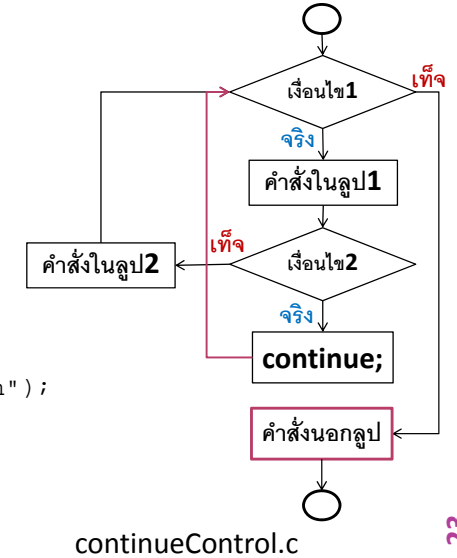 เงื่อนไข1
เท็จ
จริง
คำสั่งในลูป1
เท็จ
คำสั่งในลูป2
เงื่อนไข2
จริง
continue;
");
คำสั่งนอกลูป
continueControl.c